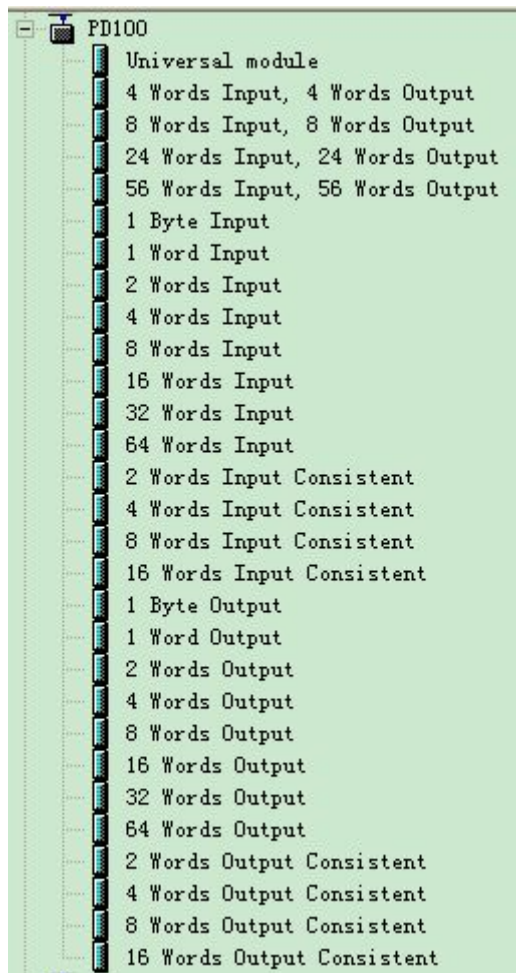 PD100
Universal module
4 Words Input, 4 Words Output
8 Words Input, 8 Words Output
24 Words Input, 24 Words Output
56 Words Input, 56 Words Output
1 Byte Input
1 Word Input
2 Words Input
4 Words Input
8 Words Input
16 Words Input
32 Words Input
64 Words Input
2 Words Input Consistent
4 Words Input Consistent
8 Words Input Consistent
16 Words Input Consistent
1 Byte Output
1 Word Output
2 Words Output
4 Words Output
8 Words Output
16 Words Output
32 Words Output
64 Words Output
2 Words Output Consistent
4 Words Output Consistent
8 Words Output Consistent
16 Words Output Consistent